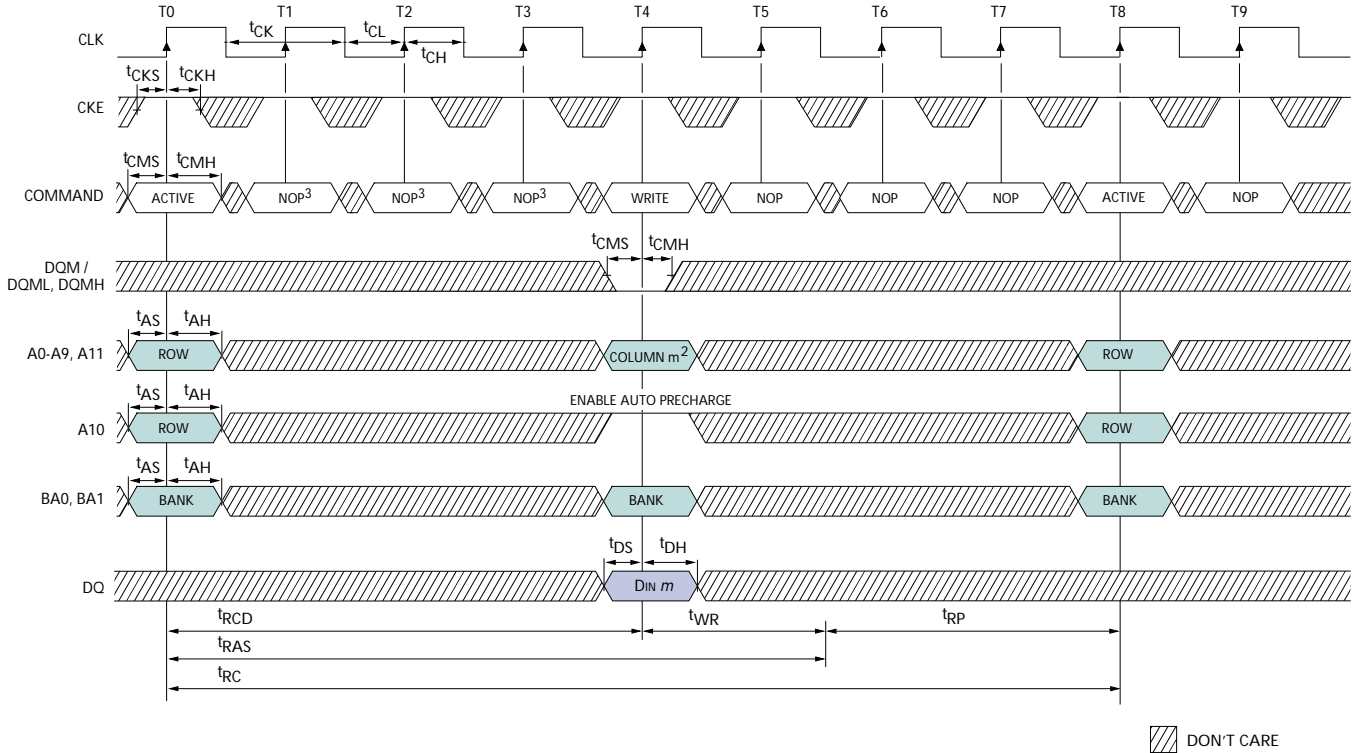 T0 T1 T2 T3 T4 T5 T6 T7 T8 T9
CLK tCK tCL tCH
tCKS tCKH
CKE
tCMS tCMH
COMMAND ACTIVE NOP3 NOP3 NOP3 WRITE NOP NOP NOP ACTIVE NOP
tCMS tCMH
DQM /
DQML, DQMH
tAS tAH
A0-A9, A11 ROW COLUMN m2 ROW
ENABLE AUTO PRECHARGE
tAS tAH
A10 ROW ROW
tAS tAH
BA0, BA1 BANK BANK BANK
tDS tDH
DQ DIN m
tRCD tWR tRP
tRAS
tRC
DON'T CARE